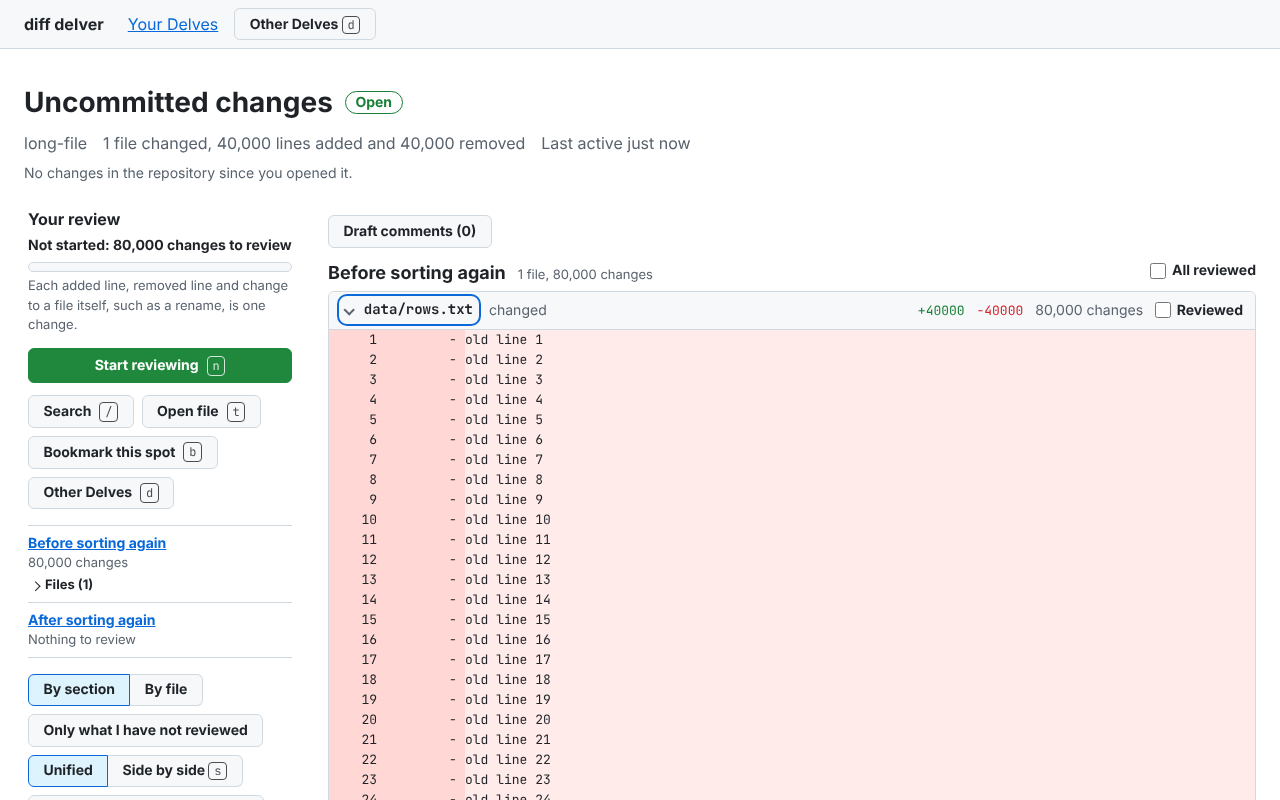 diff delver Your Delves Other Delves d
Uncommitted changes Open
long-file 1 file changed, 40,000 lines added and 40,000 removed Last active just now
No changes in the repository since you opened it.
Your review
Not started: 80,000 changes to review
Each added line, removed line and change
to a file itself, such as a rename, is one
change.
Start reviewing n
Search / Open file t
Bookmark this spot b
Other Delves d
Before sorting again
80,000 changes
Files (1)
After sorting again
Nothing to review
By section By file
Only what I have not reviewed
Unified Side by side s
Draft comments (0)
Before sorting again 1 file, 80,000 changes All reviewed
data/rows.txt changed +40000 -40000 80,000 changes Reviewed
1 - old line 1
2 - old line 2
3 - old line 3
4 - old line 4
5 - old line 5
6 - old line 6
7 - old line 7
8 - old line 8
9 - old line 9
10 - old line 10
11 - old line 11
12 - old line 12
13 - old line 13
14 - old line 14
15 - old line 15
16 - old line 16
17 - old line 17
18 - old line 18
19 - old line 19
20 - old line 20
21 - old line 21
22 - old line 22
23 - old line 23
24 - old line 24